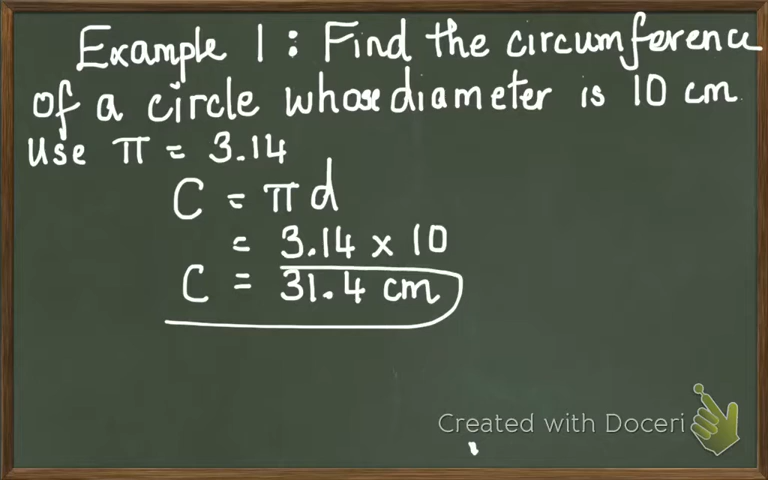 Example 1 : Find the circumference
of a circle whose diameter is 10 cm.
Use π = 3.14
C = π d
= 3.14 x 10
C = 31.4 cm
Created with Doceri